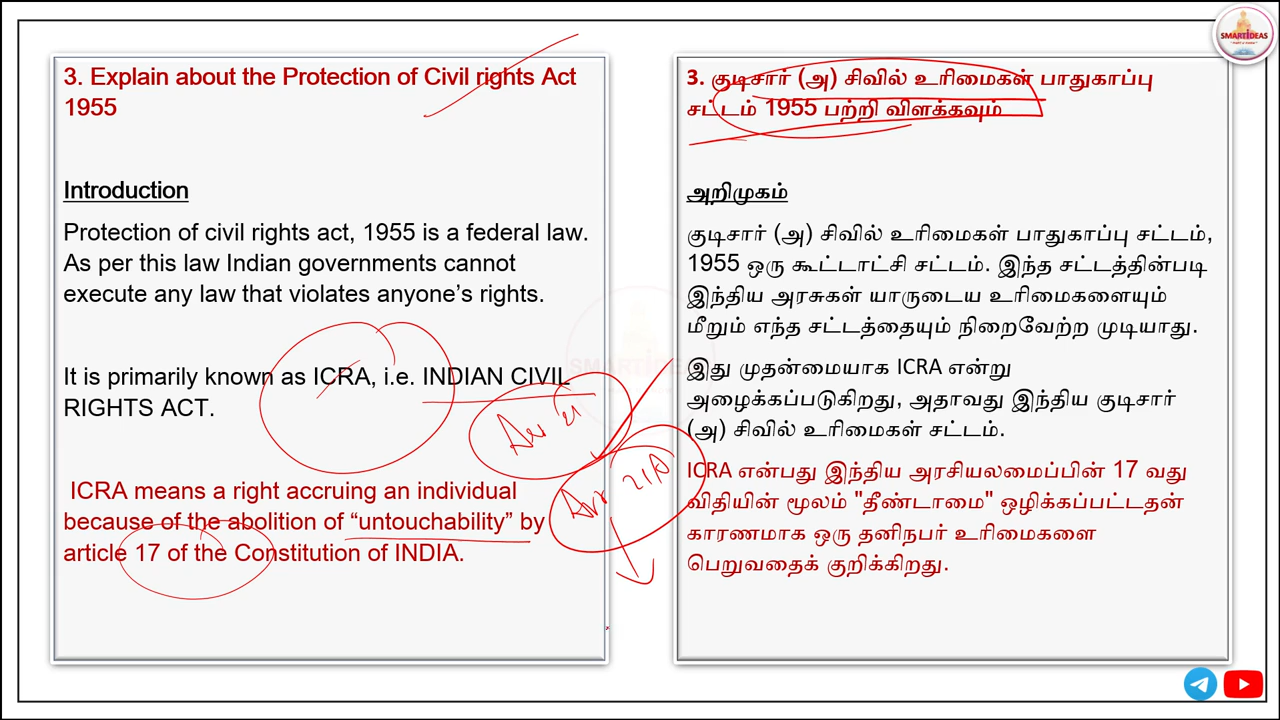 SMARTIDEAS
3. Explain about the Protection of Civil rights Act
1955
Introduction
Protection of civil rights act, 1955 is a federal law.
As per this law Indian governments cannot
execute any law that violates anyone's rights.
It is primarily known as ICRA, i.e. INDIAN CIVIL
RIGHTS ACT.
ICRA means a right accruing an individual
because of the abolition of “untouchability” by
article 17 of the Constitution of INDIA.
Arr 21A
3. குடிசார் (அ) சிவில் உரிமைகள் பாதுகாப்பு
சட்டம் 1955 பற்றி விளக்கவும்
அறிமுகம்
குடிசார் (அ) சிவில் உரிமைகள் பாதுகாப்பு சட்டம்,
1955 ஒரு கூட்டாட்சி சட்டம். இந்த சட்டத்தின்படி
இந்திய அரசுகள் யாருடைய உரிமைகளையும்
மீறும் எந்த சட்டத்தையும் நிறைவேற்ற முடியாது.
இது முதன்மையாக ICRA என்று
அழைக்கப்படுகிறது, அதாவது இந்திய குடிசார்
(அ) சிவில் உரிமைகள் சட்டம்.
ICRA என்பது இந்திய அரசியலமைப்பின் 17 வது
விதியின் மூலம் "தீண்டாமை" ஒழிக்கப்பட்டதன்
காரணமாக ஒரு தனிநபர் உரிமைகளை
பெறுவதைக் குறிக்கிறது.
SMARTIDEAS